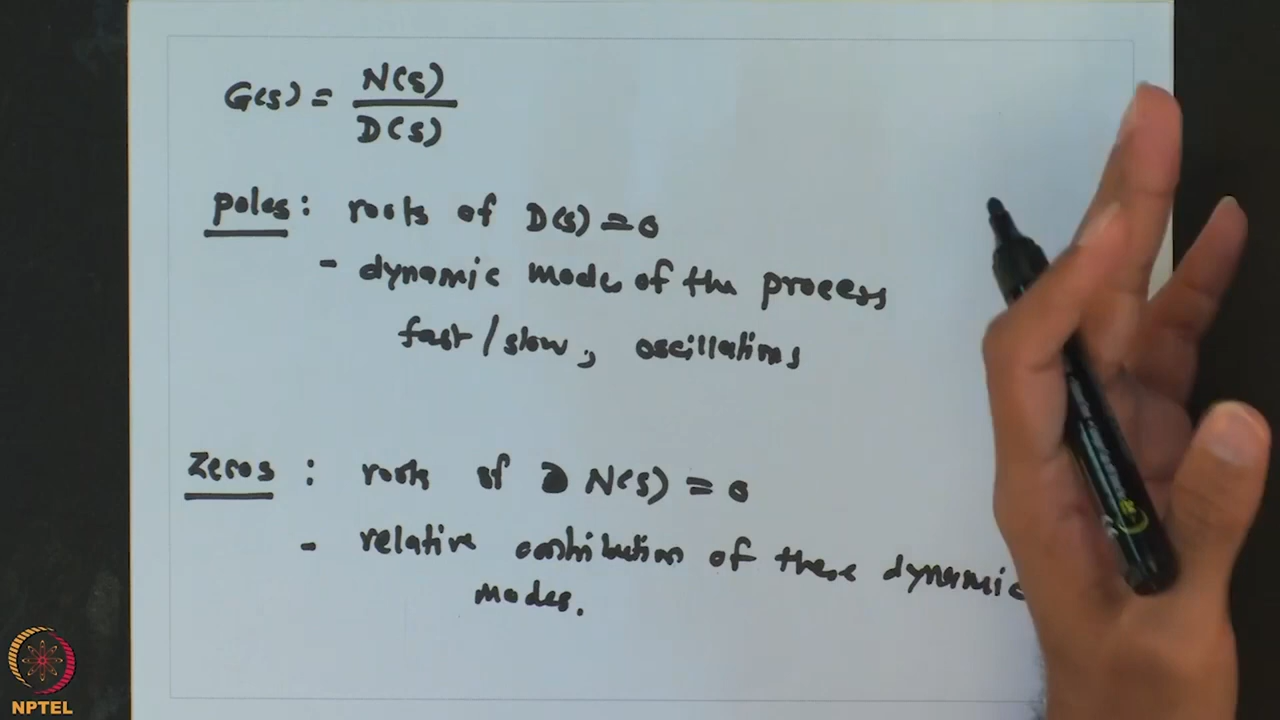 G(s) = N(s) / D(s)
poles : roots of D(s) = 0
- dynamic modes of the process
fast / slow, oscillations
Zeros : roots of N(s) = 0
- relative contribution of these dynamic
modes.
NPTEL